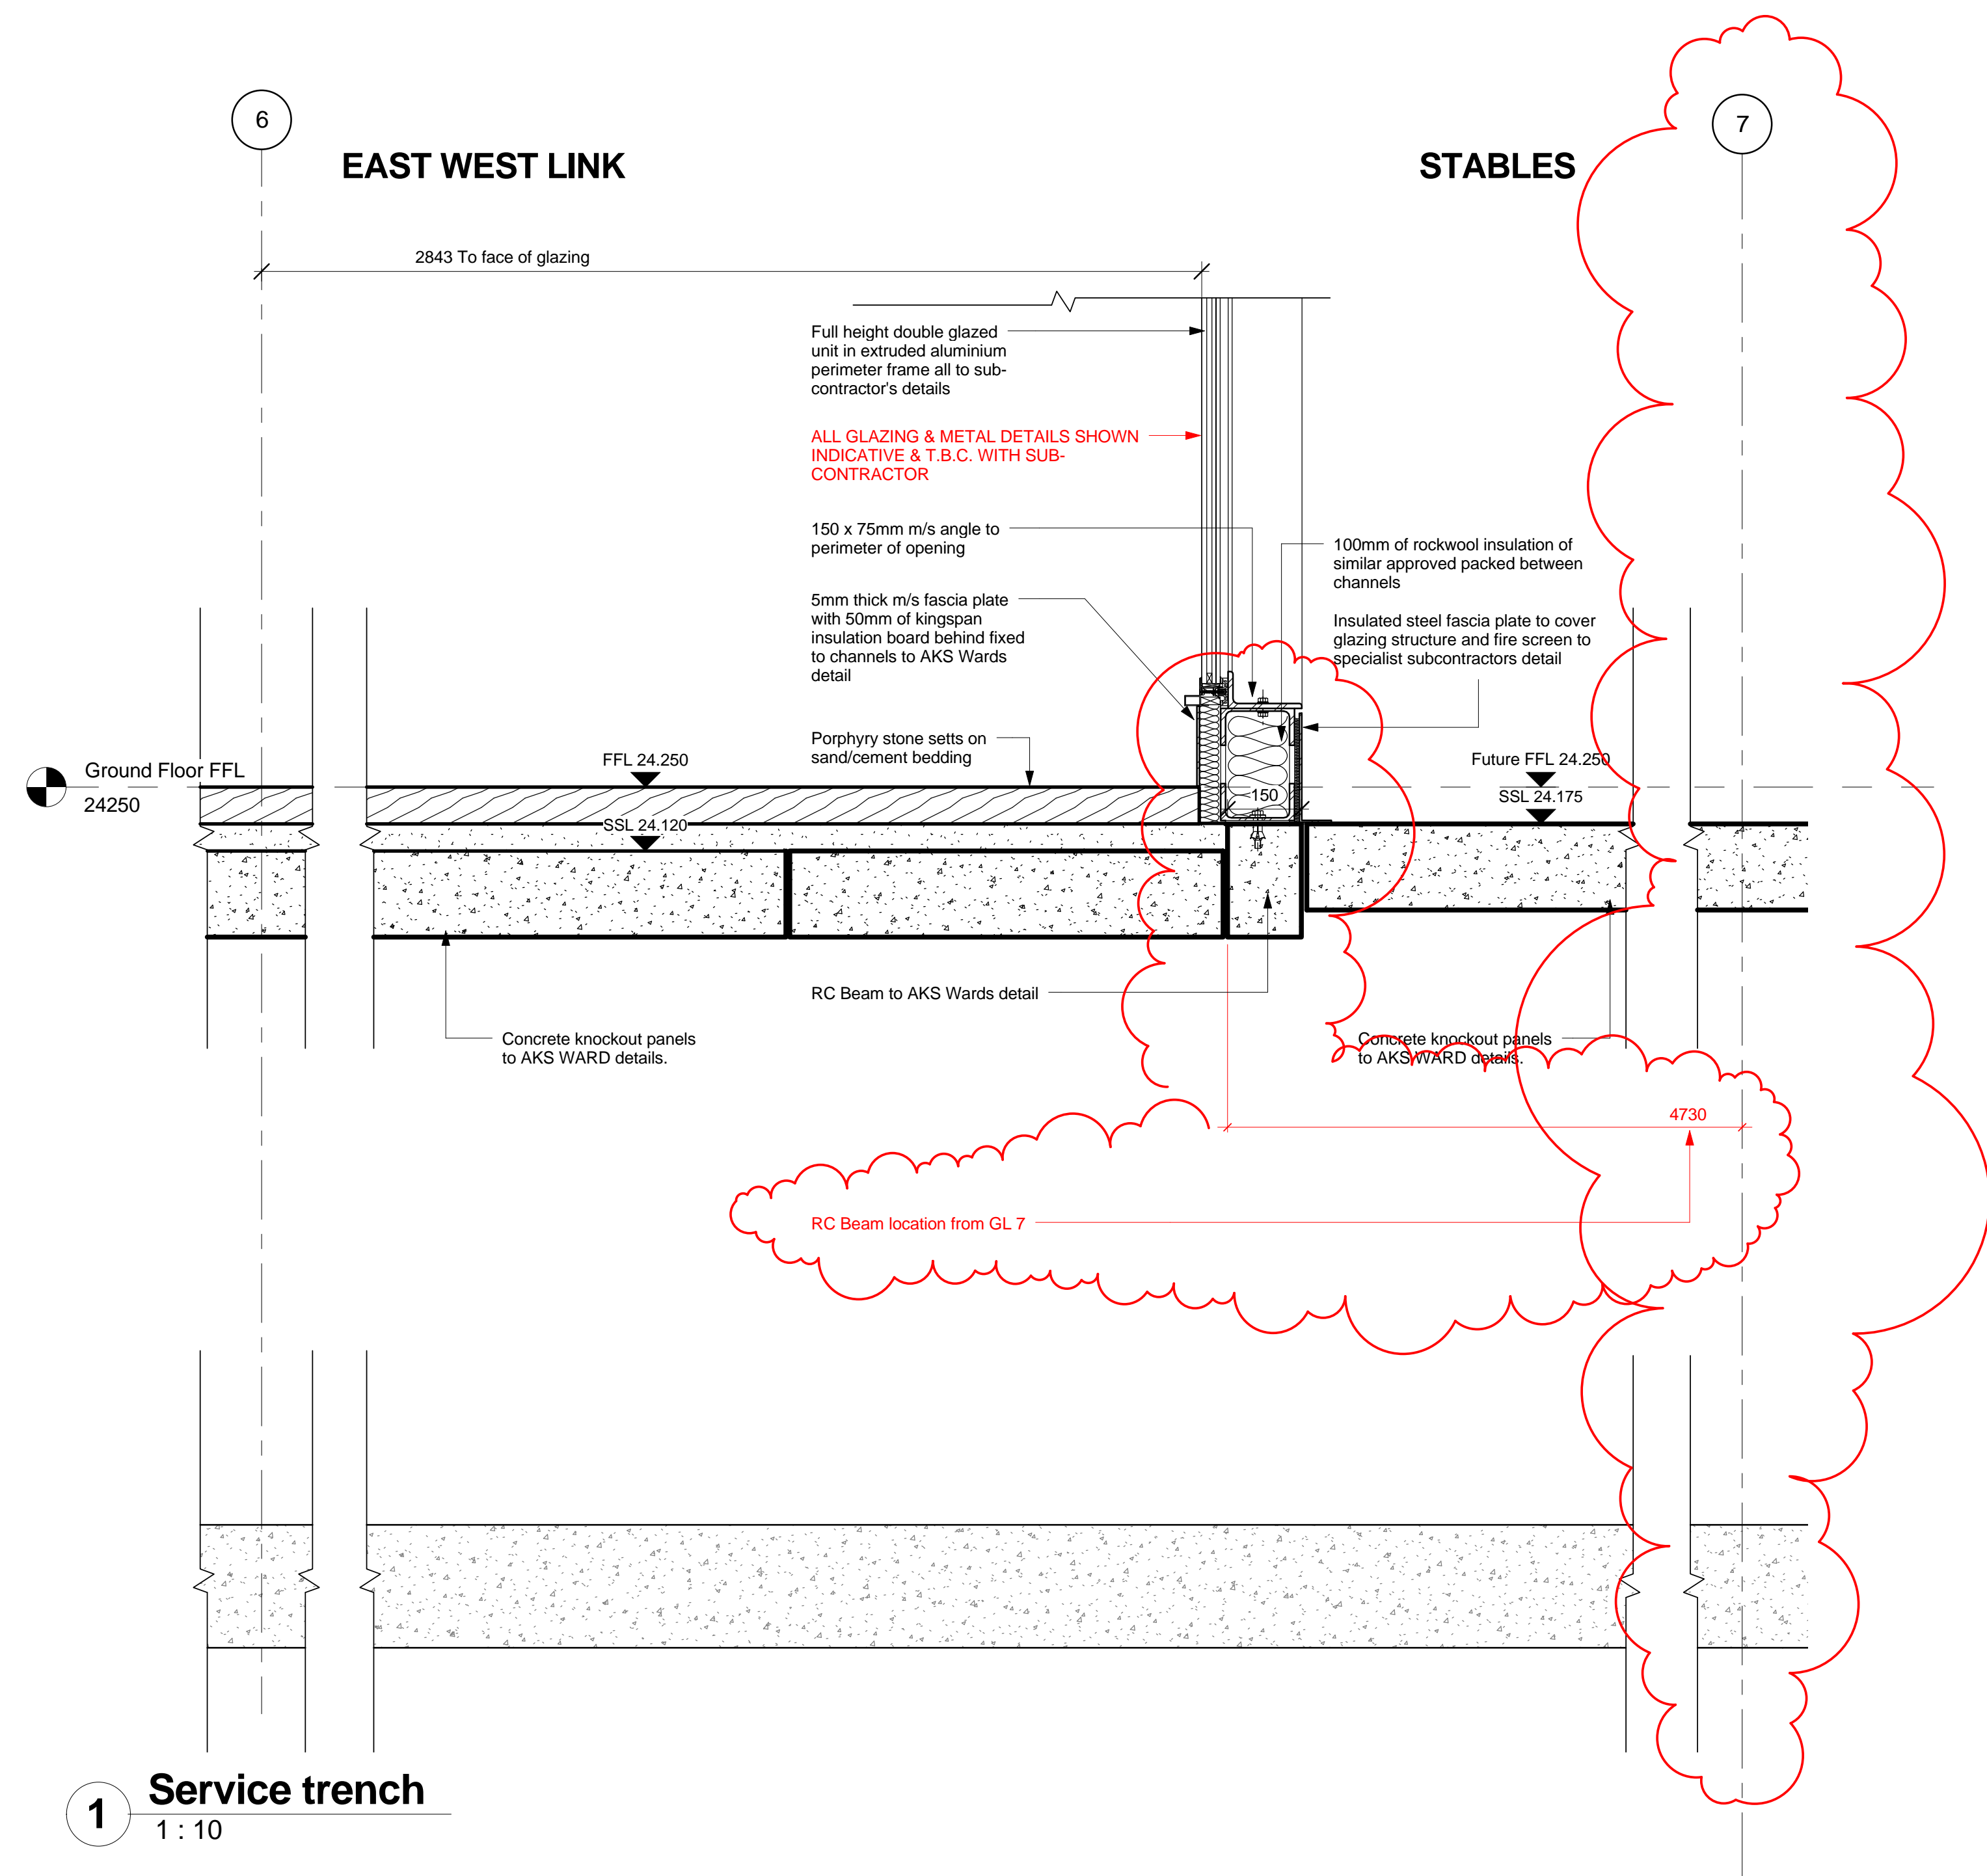 6
7
EAST WEST LINK
STABLES
2843 To face of glazing
Full height double glazed
unit in extruded aluminium
perimeter frame all to sub-
contractor's details
ALL GLAZING & METAL DETAILS SHOWN
INDICATIVE & T.B.C. WITH SUB-
CONTRACTOR
150 x 75mm m/s angle to
perimeter of opening
100mm of rockwool insulation of
similar approved packed between
channels
5mm thick m/s fascia plate
with 50mm of kingspan
insulation board behind fixed
to channels to AKS Wards
detail
Insulated steel fascia plate to cover
glazing structure and fire screen to
specialist subcontractors detail
Porphyry stone setts on
sand/cement bedding
Ground Floor FFL
24250
FFL 24.250
SSL 24.120
150
Future FFL 24.250
SSL 24.175
RC Beam to AKS Wards detail
Concrete knockout panels
to AKS WARD details.
Concrete knockout panels
to AKS WARD details.
4730
RC Beam location from GL 7
1
Service trench
1 : 10